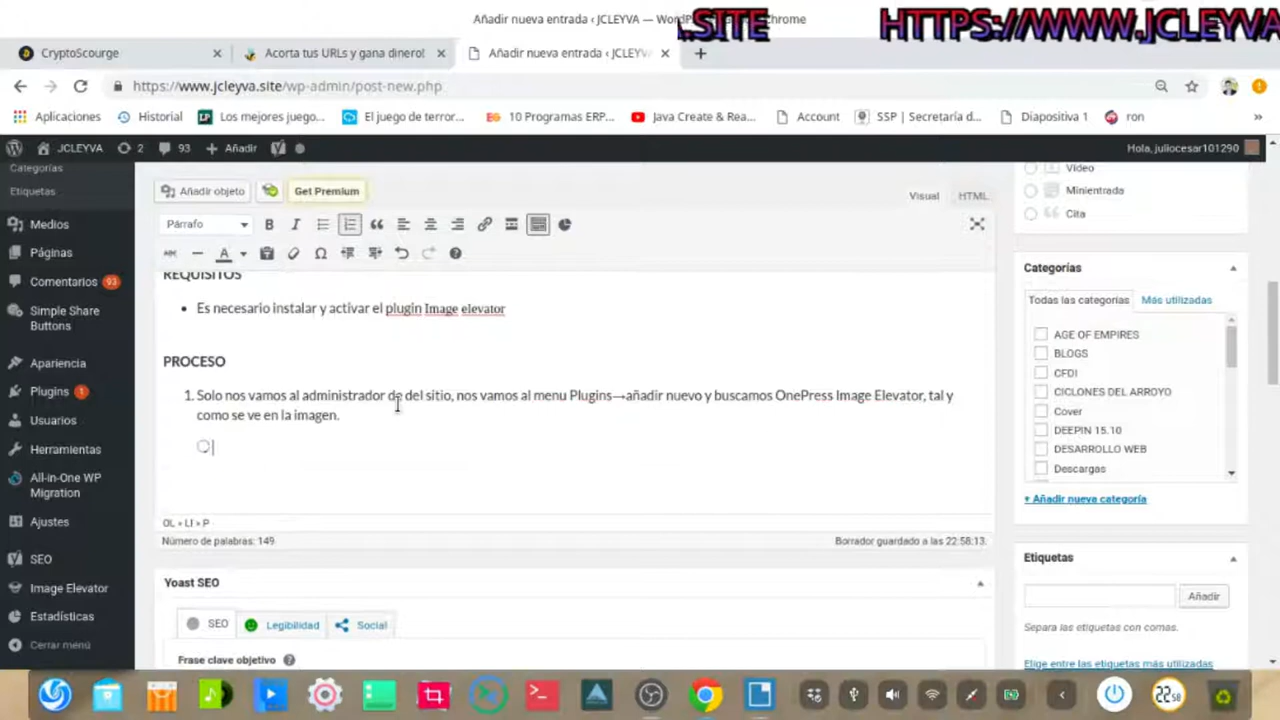 Añadir nueva entrada ‹ JCLEYVA — WordPress
Chrome
.SITE HTTPS://WWW.JCLEYVA
CryptoScourge
Acorta tus URLs y gana dinero!
Añadir nueva entrada ‹ JCLEYV
https://www.jcleyva.site/wp-admin/post-new.php
Aplicaciones Historial Los mejores juego... El juego de terror... 10 Programas ERP... Java Create & Rea... Account SSP | Secretaría d... Diapositiva 1 ron »
JCLEYVA 2 93 Añadir Hola, juliocesar101290
Categorías
Etiquetas
Medios
Páginas
Comentarios 93
Simple Share
Buttons
Apariencia
Plugins 1
Usuarios
Herramientas
All-in-One WP
Migration
Ajustes
SEO
Image Elevator
Estadísticas
Cerrar menú
Añadir objeto Get Premium Visual HTML
Párrafo B I
ABC A
REQUISITOS
• Es necesario instalar y activar el plugin Image elevator
PROCESO
1. Solo nos vamos al administrador de del sitio, nos vamos al menu Plugins→añadir nuevo y buscamos OnePress Image Elevator, tal y
como se ve en la imagen.
OL » LI » P
Número de palabras: 149 Borrador guardado a las 22:58:13.
Yoast SEO
SEO Legibilidad Social
Frase clave objetivo
Vídeo
Minientrada
Cita
Categorías
Todas las categorías Más utilizadas
AGE OF EMPIRES
BLOGS
CFDI
CICLONES DEL ARROYO
Cover
DEEPIN 15.10
DESARROLLO WEB
Descargas
+ Añadir nueva categoría
Etiquetas
Añadir
Separa las etiquetas con comas.
Elige entre las etiquetas más utilizadas
22 58